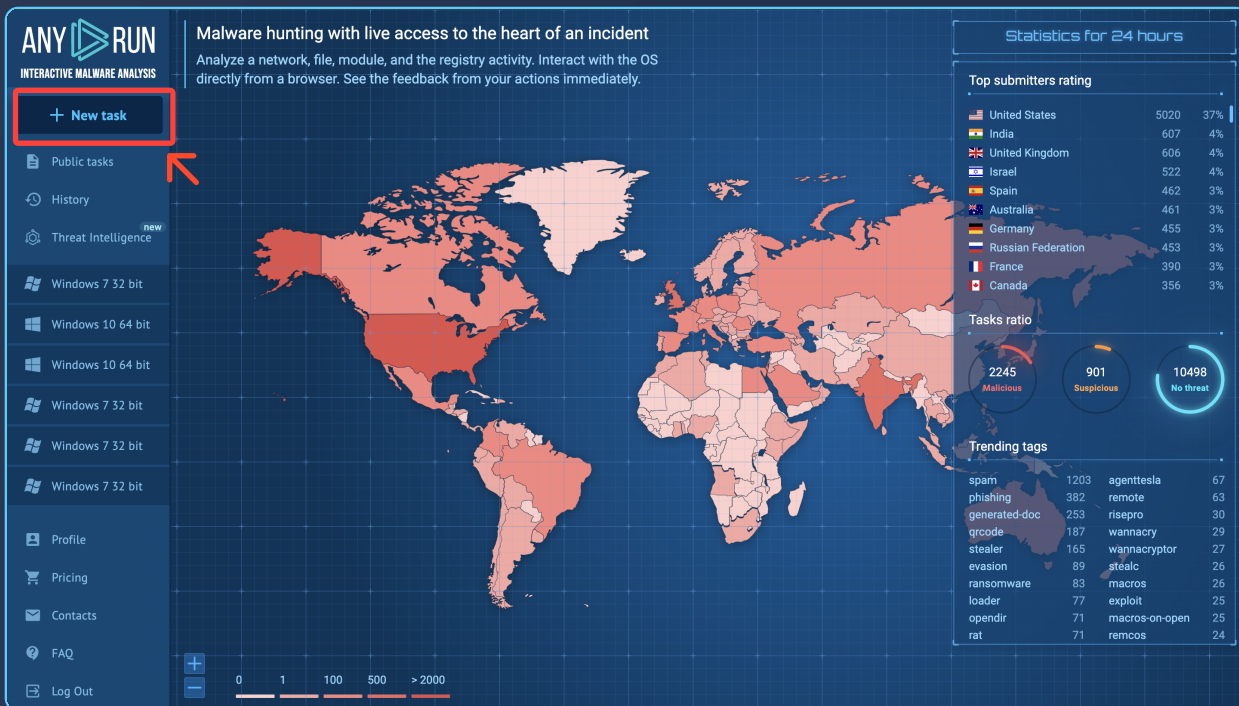 ANY RUN
INTERACTIVE MALWARE ANALYSIS
+ New task
Public tasks
History
new
Threat Intelligence
Windows 7 32 bit
Windows 10 64 bit
Windows 10 64 bit
Windows 7 32 bit
Windows 7 32 bit
Windows 7 32 bit
Profile
Pricing
Contacts
FAQ
Log Out
Malware hunting with live access to the heart of an incident
Analyze a network, file, module, and the registry activity. Interact with the OS
directly from a browser. See the feedback from your actions immediately.
+
−
0 1 100 500 > 2000
Statistics for 24 hours
Top submitters rating
United States 5020 37%
India 607 4%
United Kingdom 606 4%
Israel 522 4%
Spain 462 3%
Australia 461 3%
Germany 455 3%
Russian Federation 453 3%
France 390 3%
Canada 356 3%
Tasks ratio
2245 901 10498
Malicious Suspicious No threat
Trending tags
spam 1203 agenttesla 67
phishing 382 remote 63
generated-doc 253 risepro 30
qrcode 187 wannacry 29
stealer 165 wannacryptor 27
evasion 89 stealc 26
ransomware 83 macros 26
loader 77 exploit 25
opendir 71 macros-on-open 25
rat 71 remcos 24